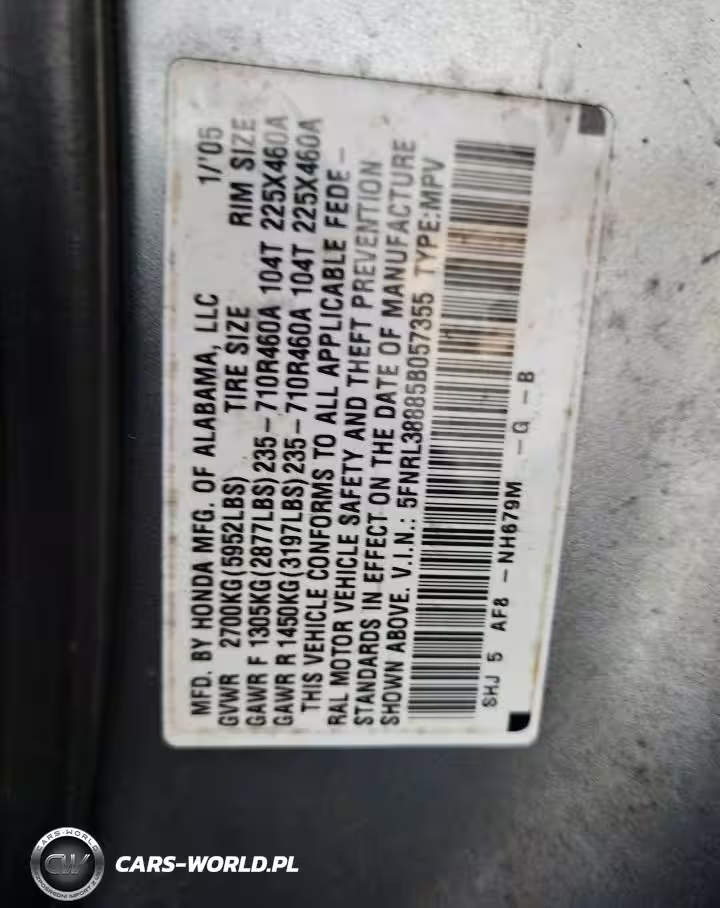 MFD. BY HONDA MFG. OF ALABAMA, LLC 1/'05
GVWR 2700KG(5952LBS) TIRE SIZE RIM SIZE
GAWR F 1305KG(2877LBS)235-710R460A 104T 225X460A
GAWR R 1450KG(3197LBS)235-710R460A 104T 225X460A
THIS VEHICLE CONFORMS TO ALL APPLICABLE FEDE-
RAL MOTOR VEHICLE SAFETY AND THEFT PREVENTION
STANDARDS IN EFFECT ON THE DATE OF MANUFACTURE
SHOWN ABOVE. V.I.N.: 5FNRL38885B057355 TYPE:MPV
SHJ 5 AF8 -NH679M -G -B
CARS-WORLD
CW
CARS-WORLD.PL